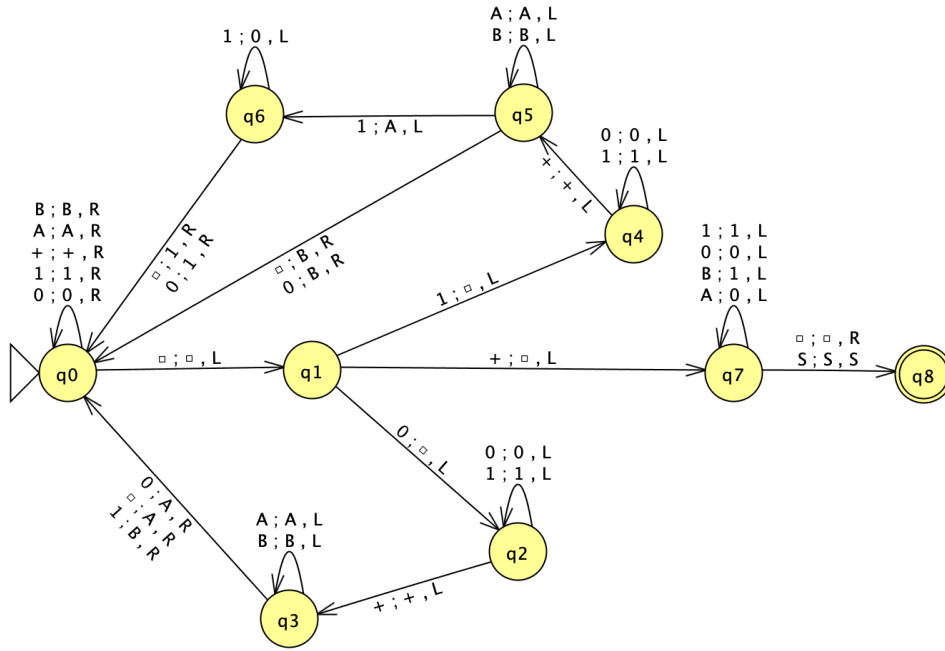 A ; A , L
B ; B , L
1 ; 0 , L
q6
q5
1 ; A , L
0 ; 0 , L
1 ; 1 , L
+ ; + , L
q4
B ; B , R
A ; A , R
+ ; + , R
1 ; 1 , R
0 ; 0 , R
□ ; 1 , R
0 ; 1 , R
□ ; B , R
0 ; B , R
1 ; □ , L
1 ; 1 , L
0 ; 0 , L
B ; 1 , L
A ; 0 , L
q0
□ ; □ , L
q1
+ ; □ , L
q7
□ ; □ , R
S ; S , S
q8
0 ; □ , L
0 ; 0 , L
1 ; 1 , L
q2
0 ; A , R
□ ; A , R
1 ; B , R
A ; A , L
B ; B , L
q3
+ ; + , L